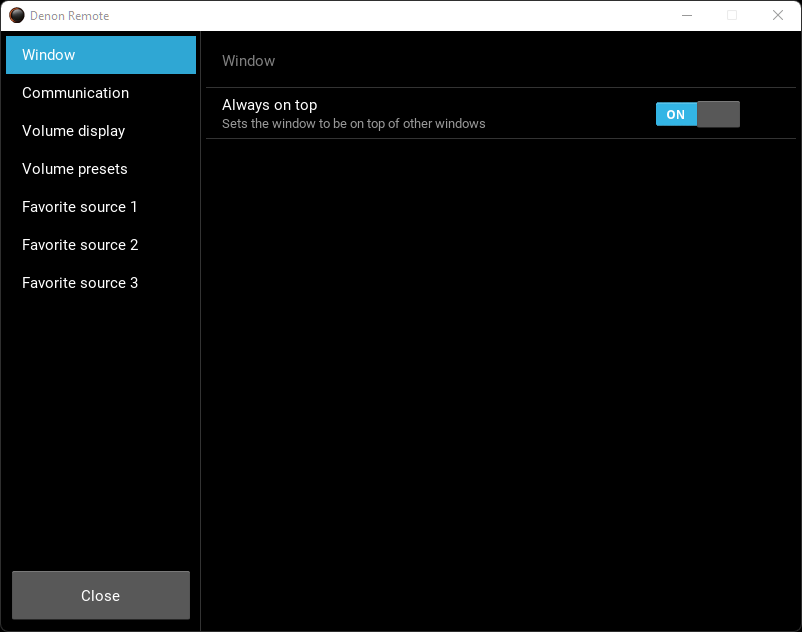 Denon Remote
Window
Communication
Volume display
Volume presets
Favorite source 1
Favorite source 2
Favorite source 3
Close
Window
Always on top
Sets the window to be on top of other windows
ON